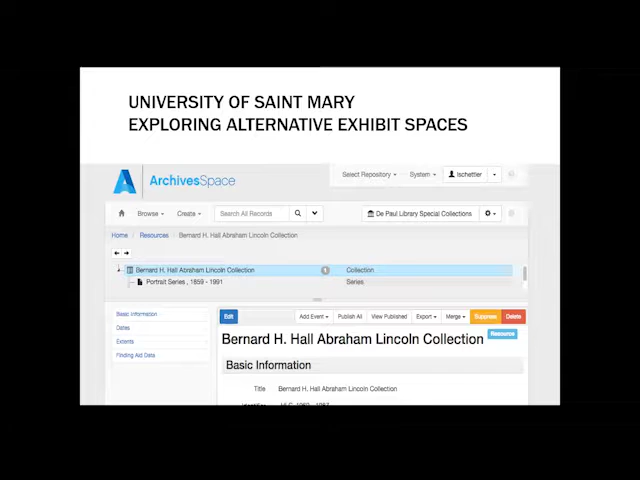 UNIVERSITY OF SAINT MARY
EXPLORING ALTERNATIVE EXHIBIT SPACES
ArchivesSpace
Select Repository
System
lschettler
Browse
Create
Search All Records
De Paul Library Special Collections
Home
Resources
Bernard H. Hall Abraham Lincoln Collection
Bernard H. Hall Abraham Lincoln Collection
1
Collection
Portrait Series , 1859 - 1991
Series
Basic Information
Dates
Extents
Finding Aid Data
Edit
Add Event
Publish All
View Published
Export
Merge
Suppress
Delete
Bernard H. Hall Abraham Lincoln Collection
Resource
Basic Information
Title
Bernard H. Hall Abraham Lincoln Collection